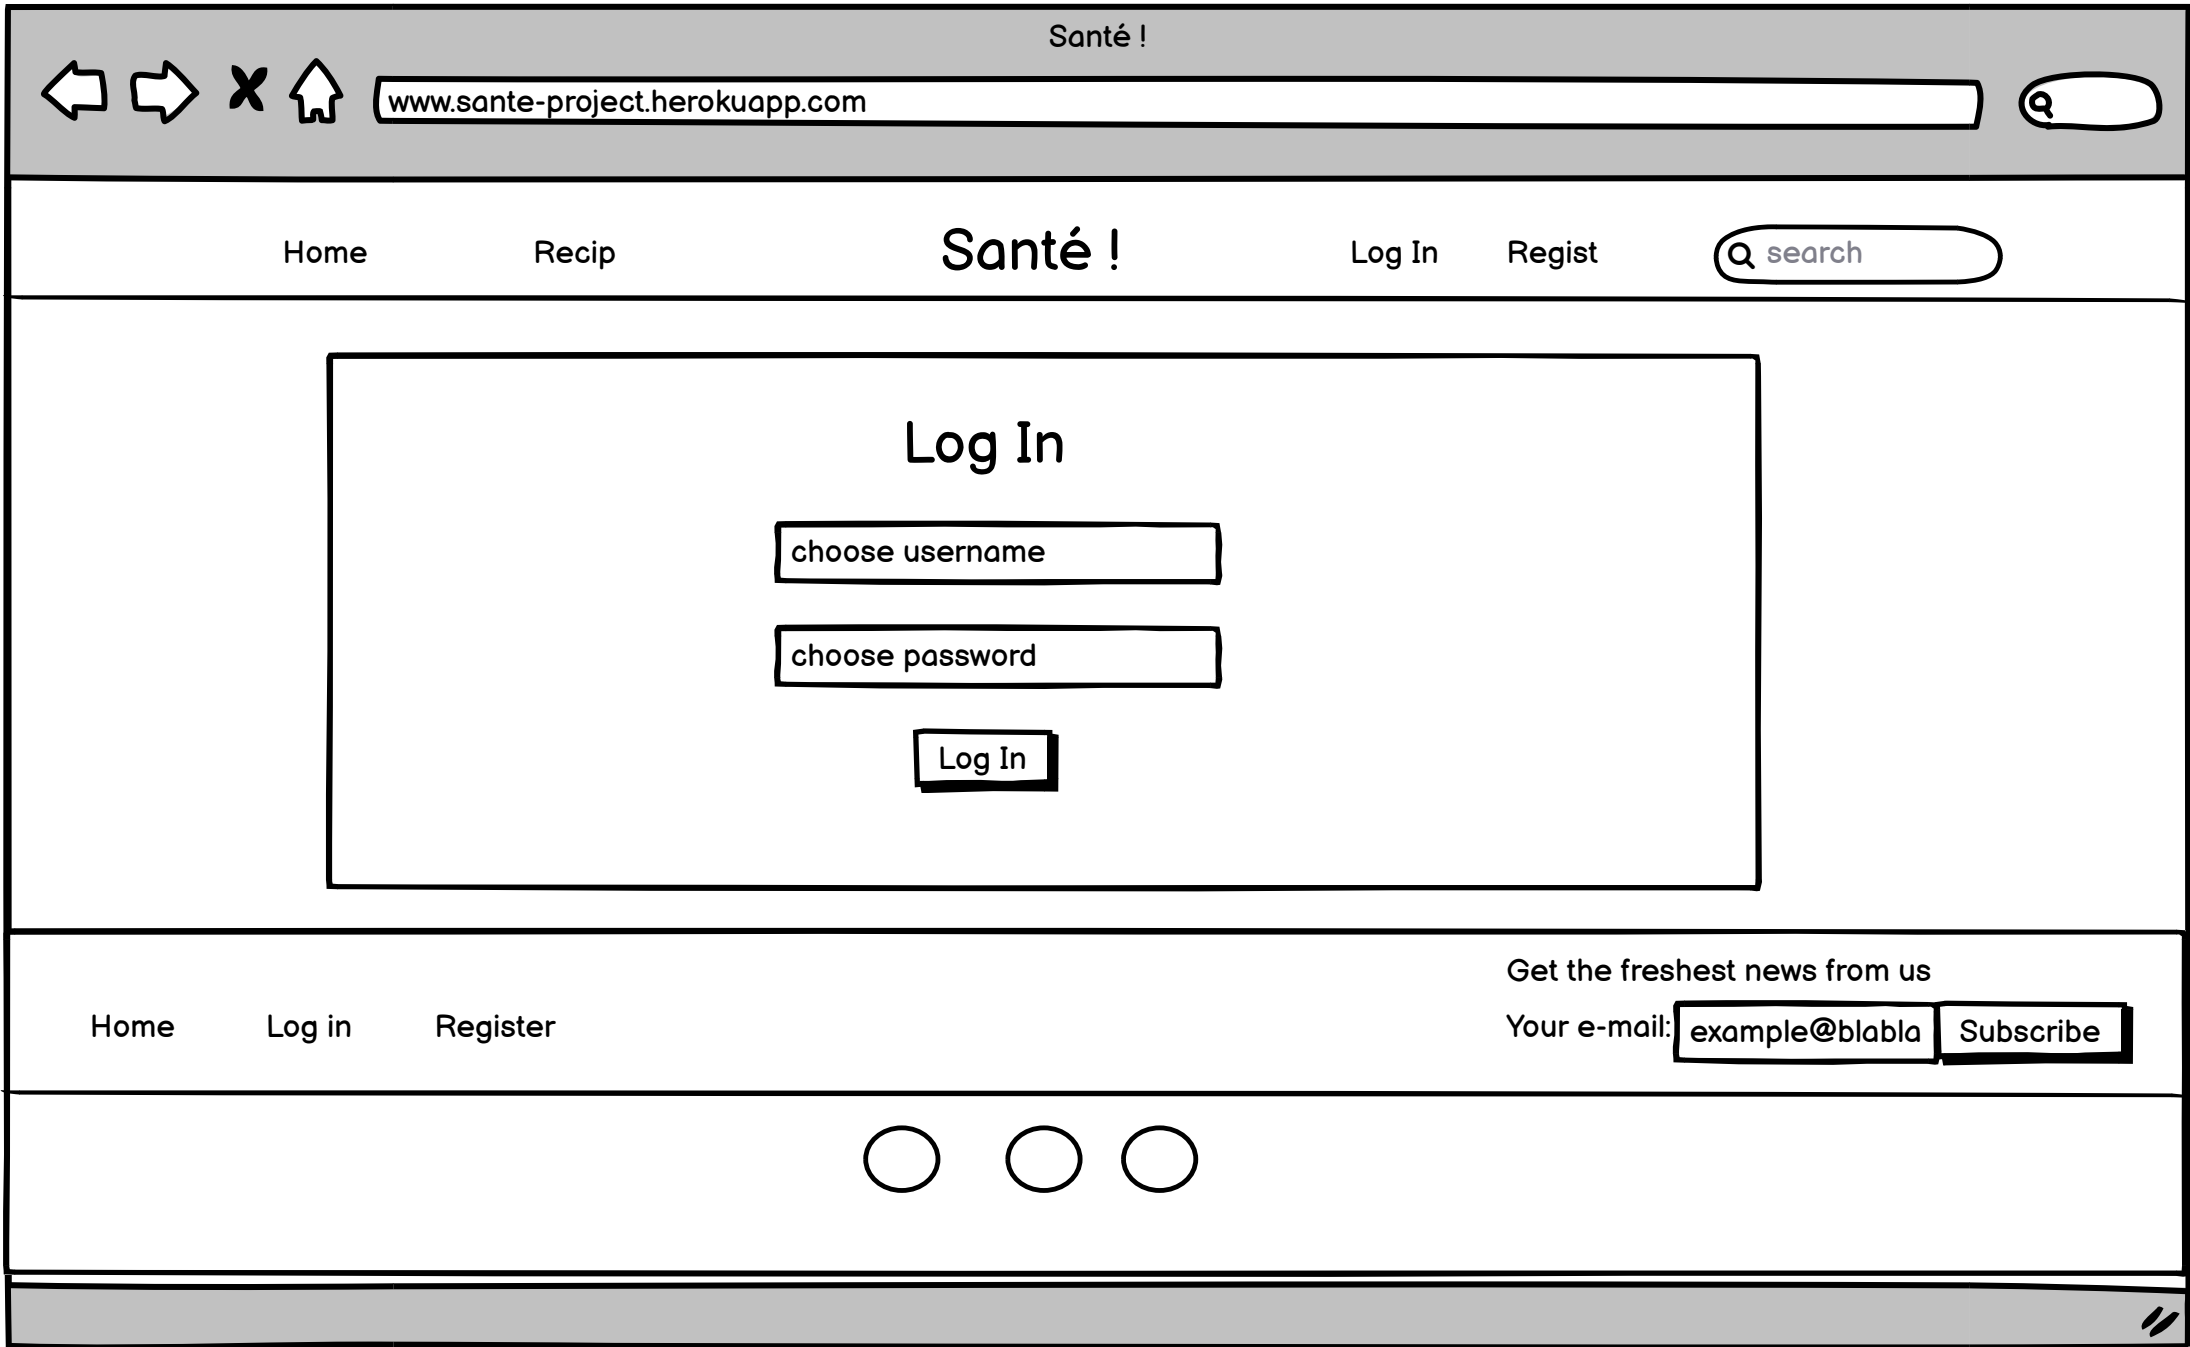 Santé !
www.sante-project.herokuapp.com
Home Recip Santé ! Log In Regist search
Log In
choose username
choose password
Log In
Get the freshest news from us
Home Log in Register Your e-mail: example@blabla Subscribe